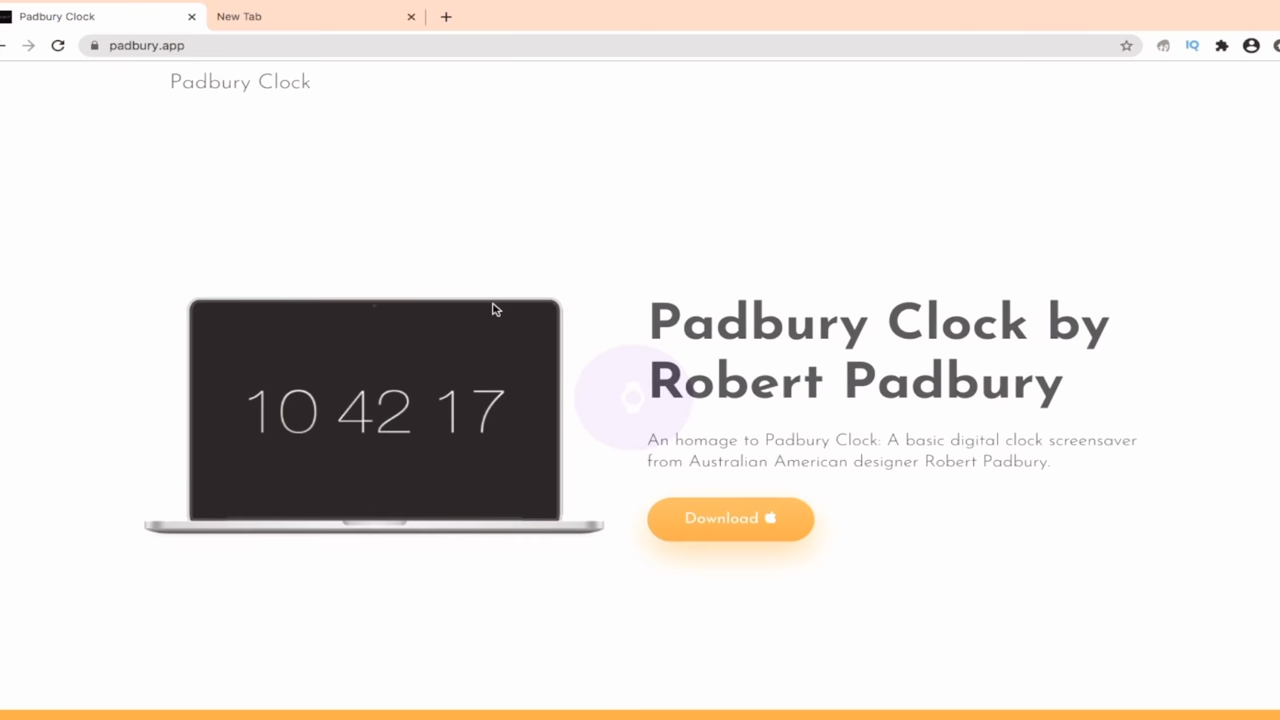 Padbury Clock
New Tab
padbury.app
IQ
Padbury Clock
10 42 17
Padbury Clock by
Robert Padbury
An homage to Padbury Clock: A basic digital clock screensaver
from Australian American designer Robert Padbury.
Download